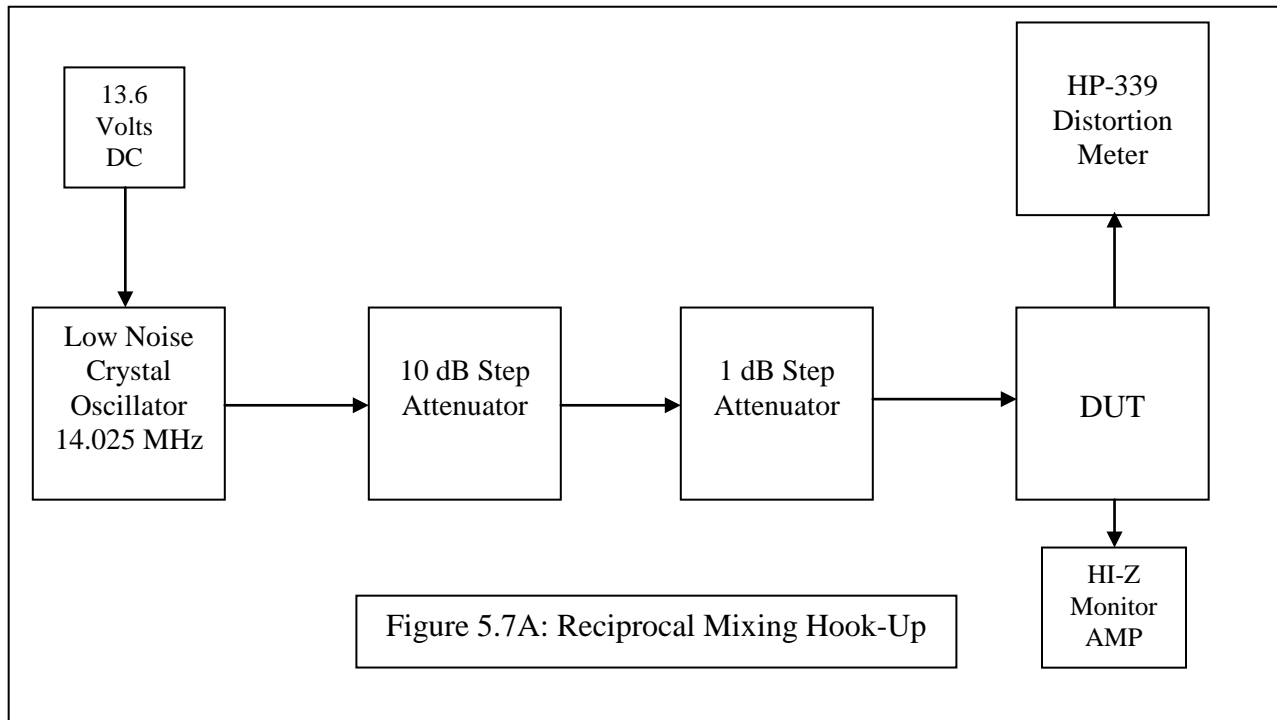 13.6
Volts
DC
HP-339
Distortion
Meter
Low Noise
Crystal
Oscillator
14.025 MHz
10 dB Step
Attenuator
1 dB Step
Attenuator
DUT
HI-Z
Monitor
AMP
Figure 5.7A: Reciprocal Mixing Hook-Up